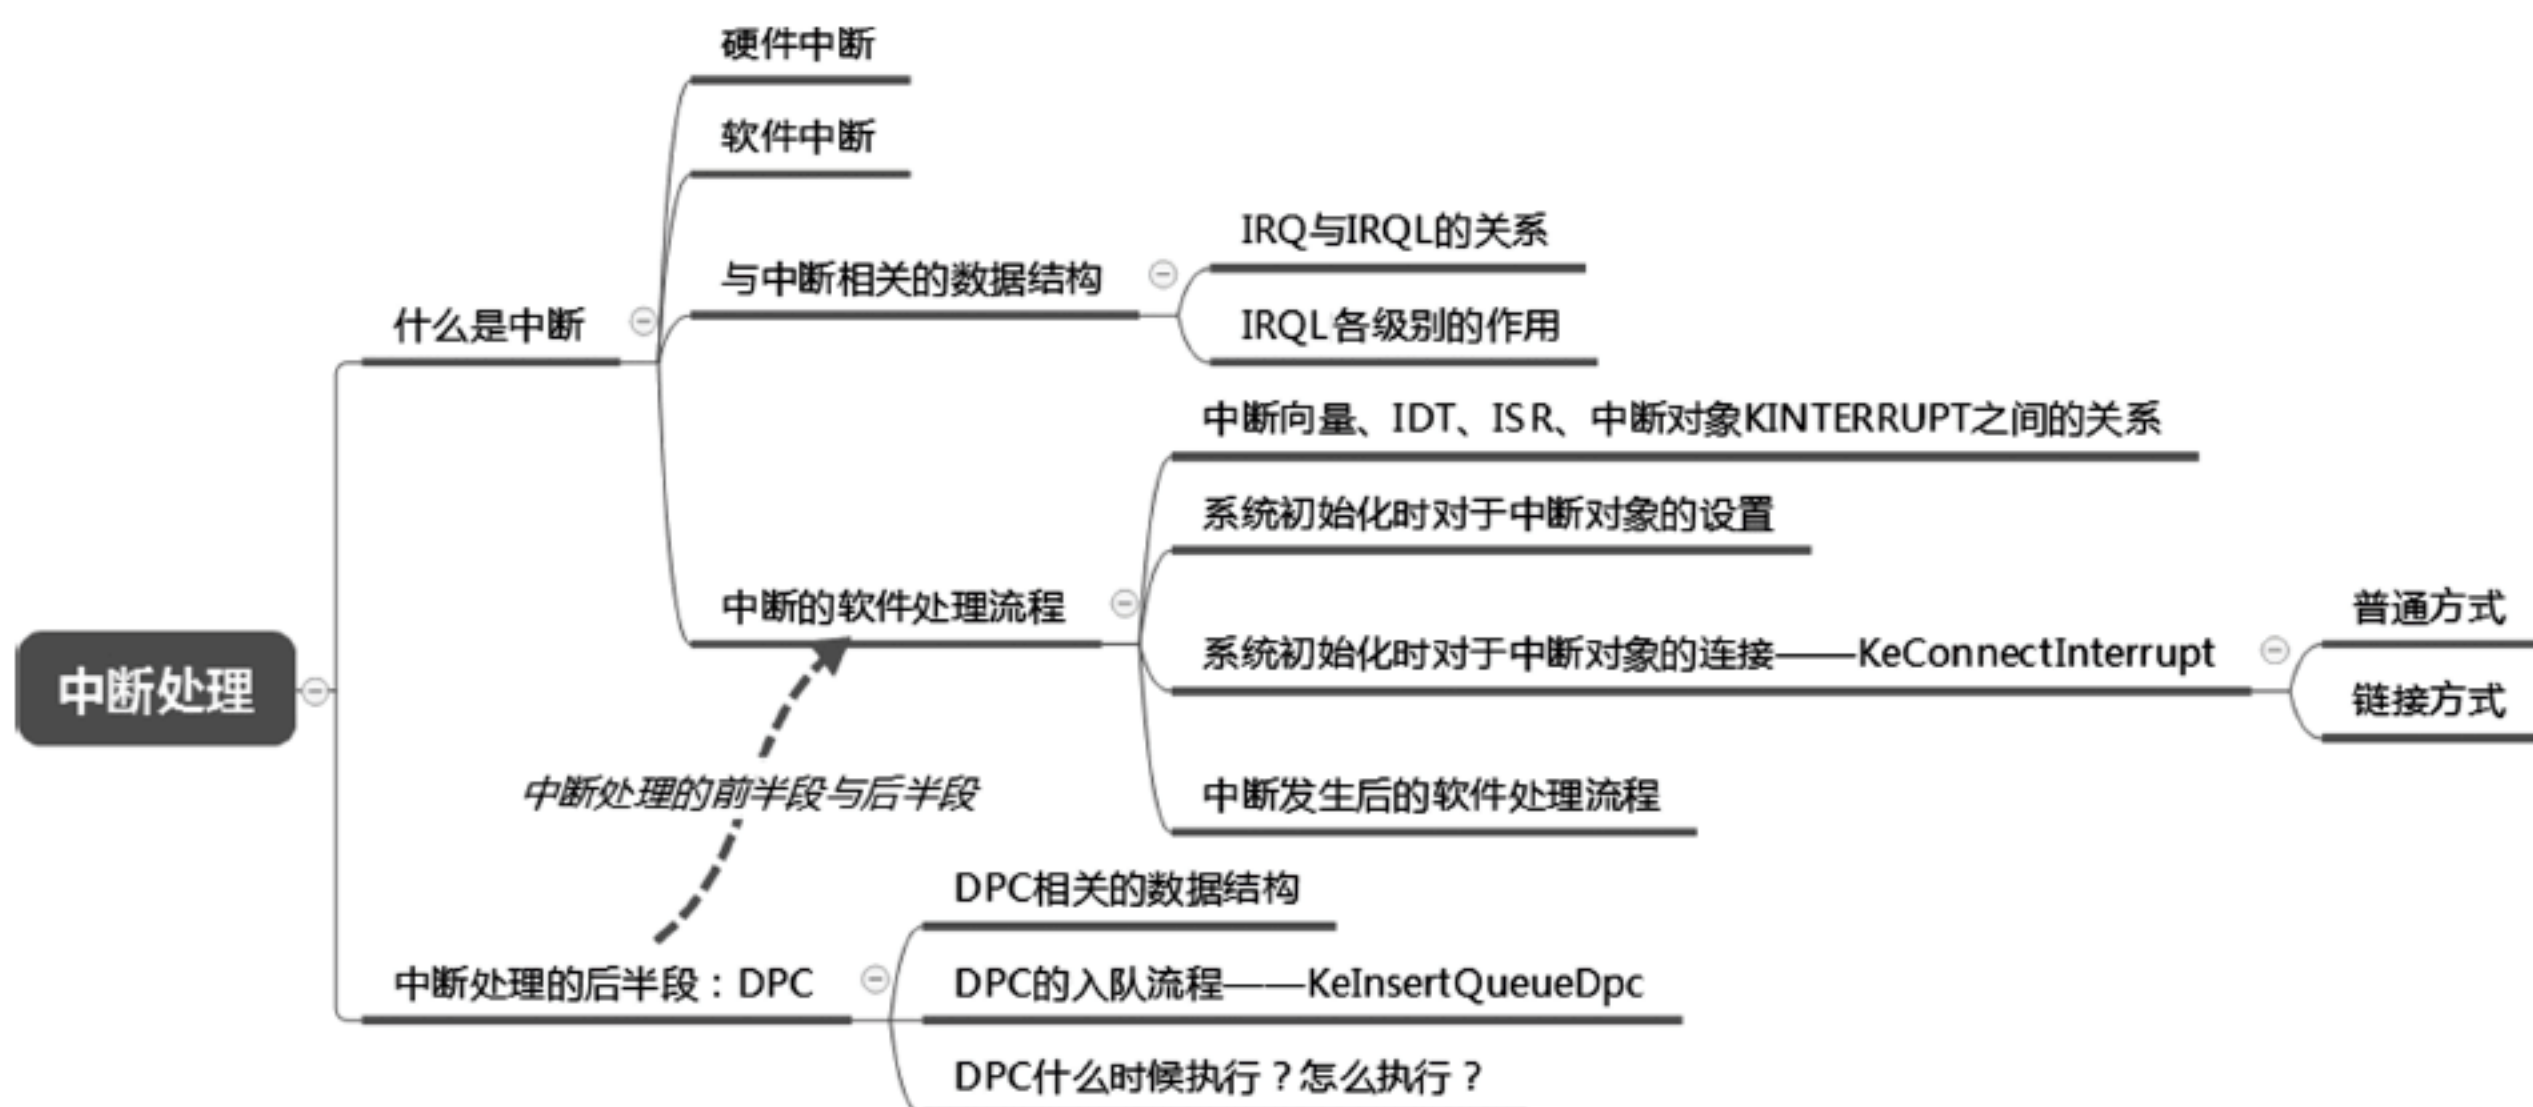 硬件中断
软件中断
IRQ与IRQL的关系
与中断相关的数据结构
IRQL各级别的作用
什么是中断
中断向量、IDT、ISR、中断对象KINTERRUPT之间的关系
系统初始化时对于中断对象的设置
中断的软件处理流程
普通方式
系统初始化时对于中断对象的连接——KeConnectInterrupt
链接方式
中断处理
中断处理的前半段与后半段
中断发生后的软件处理流程
DPC相关的数据结构
中断处理的后半段：DPC
DPC的入队流程——KeInsertQueueDpc
DPC什么时候执行？怎么执行？